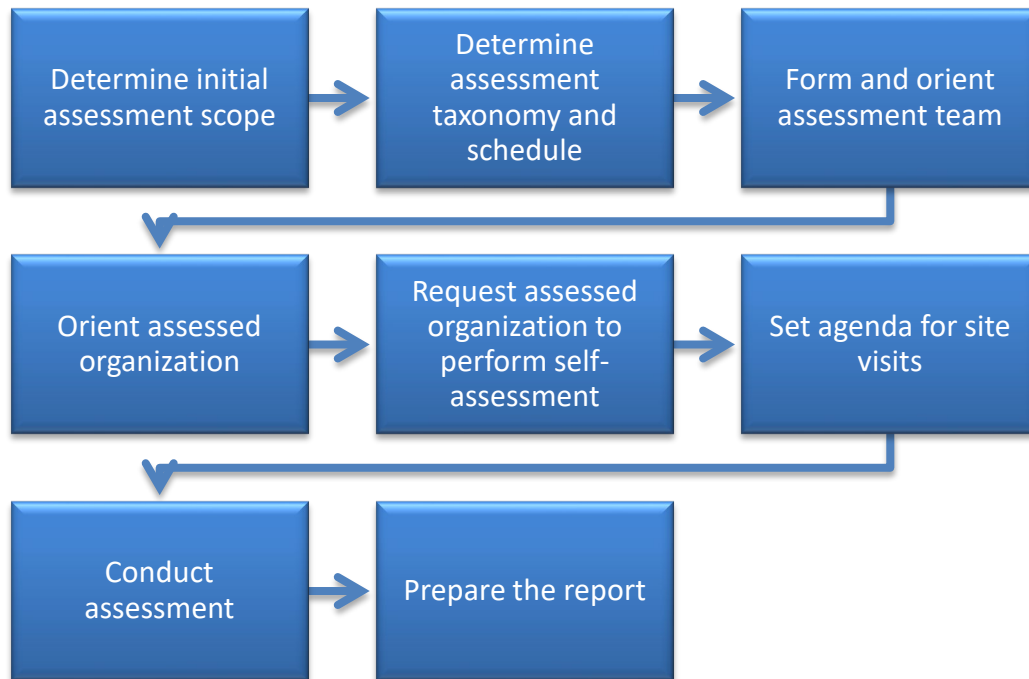 Determine initial
assessment scope
Determine
assessment
taxonomy and
schedule
Form and orient
assessment team
Orient assessed
organization
Request assessed
organization to
perform self-
assessment
Set agenda for site
visits
Conduct
assessment
Prepare the report